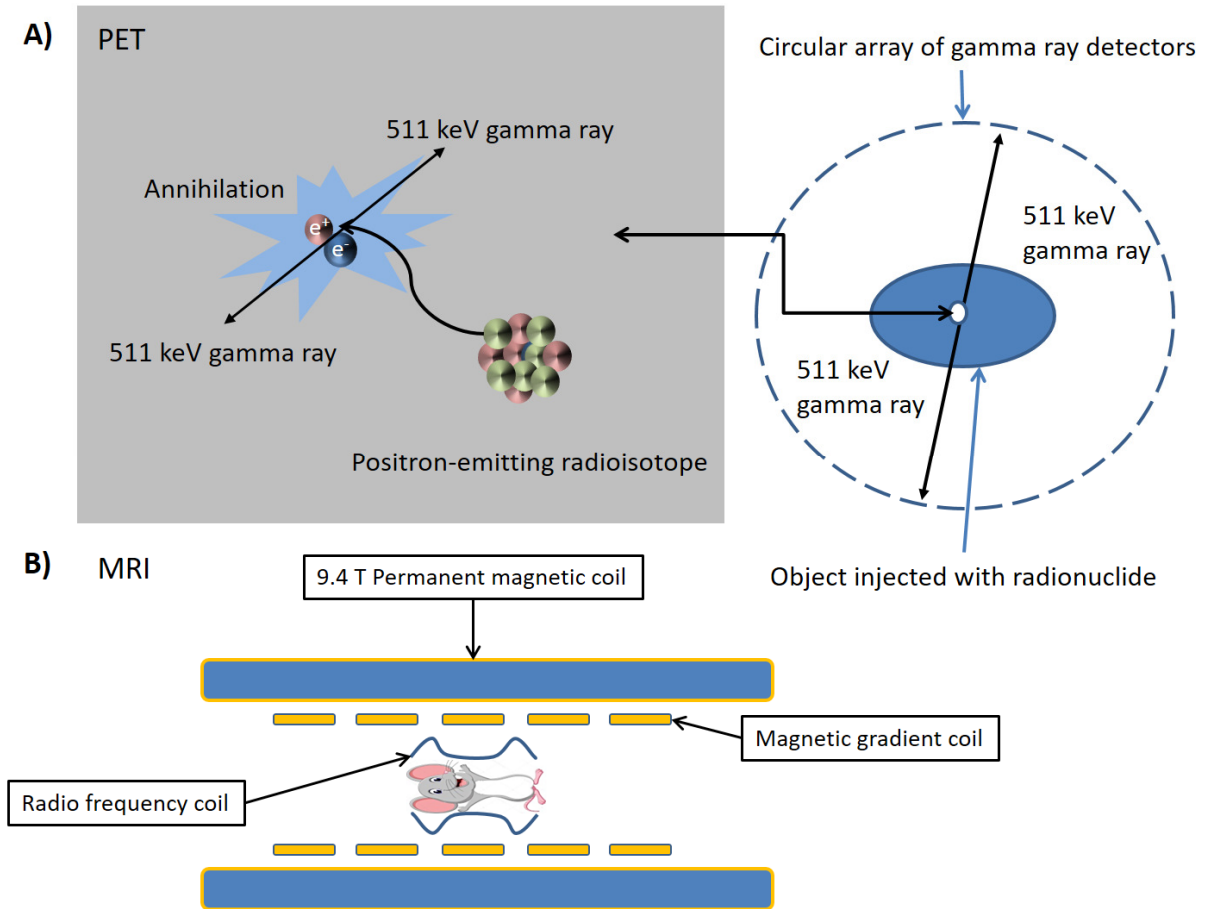 A)
PET
511 keV gamma ray
Annihilation
e+
e-
511 keV gamma ray
Positron-emitting radioisotope
Circular array of gamma ray detectors
511 keV
gamma ray
511 keV
gamma ray
Object injected with radionuclide
B)
MRI
9.4 T Permanent magnetic coil
Magnetic gradient coil
Radio frequency coil